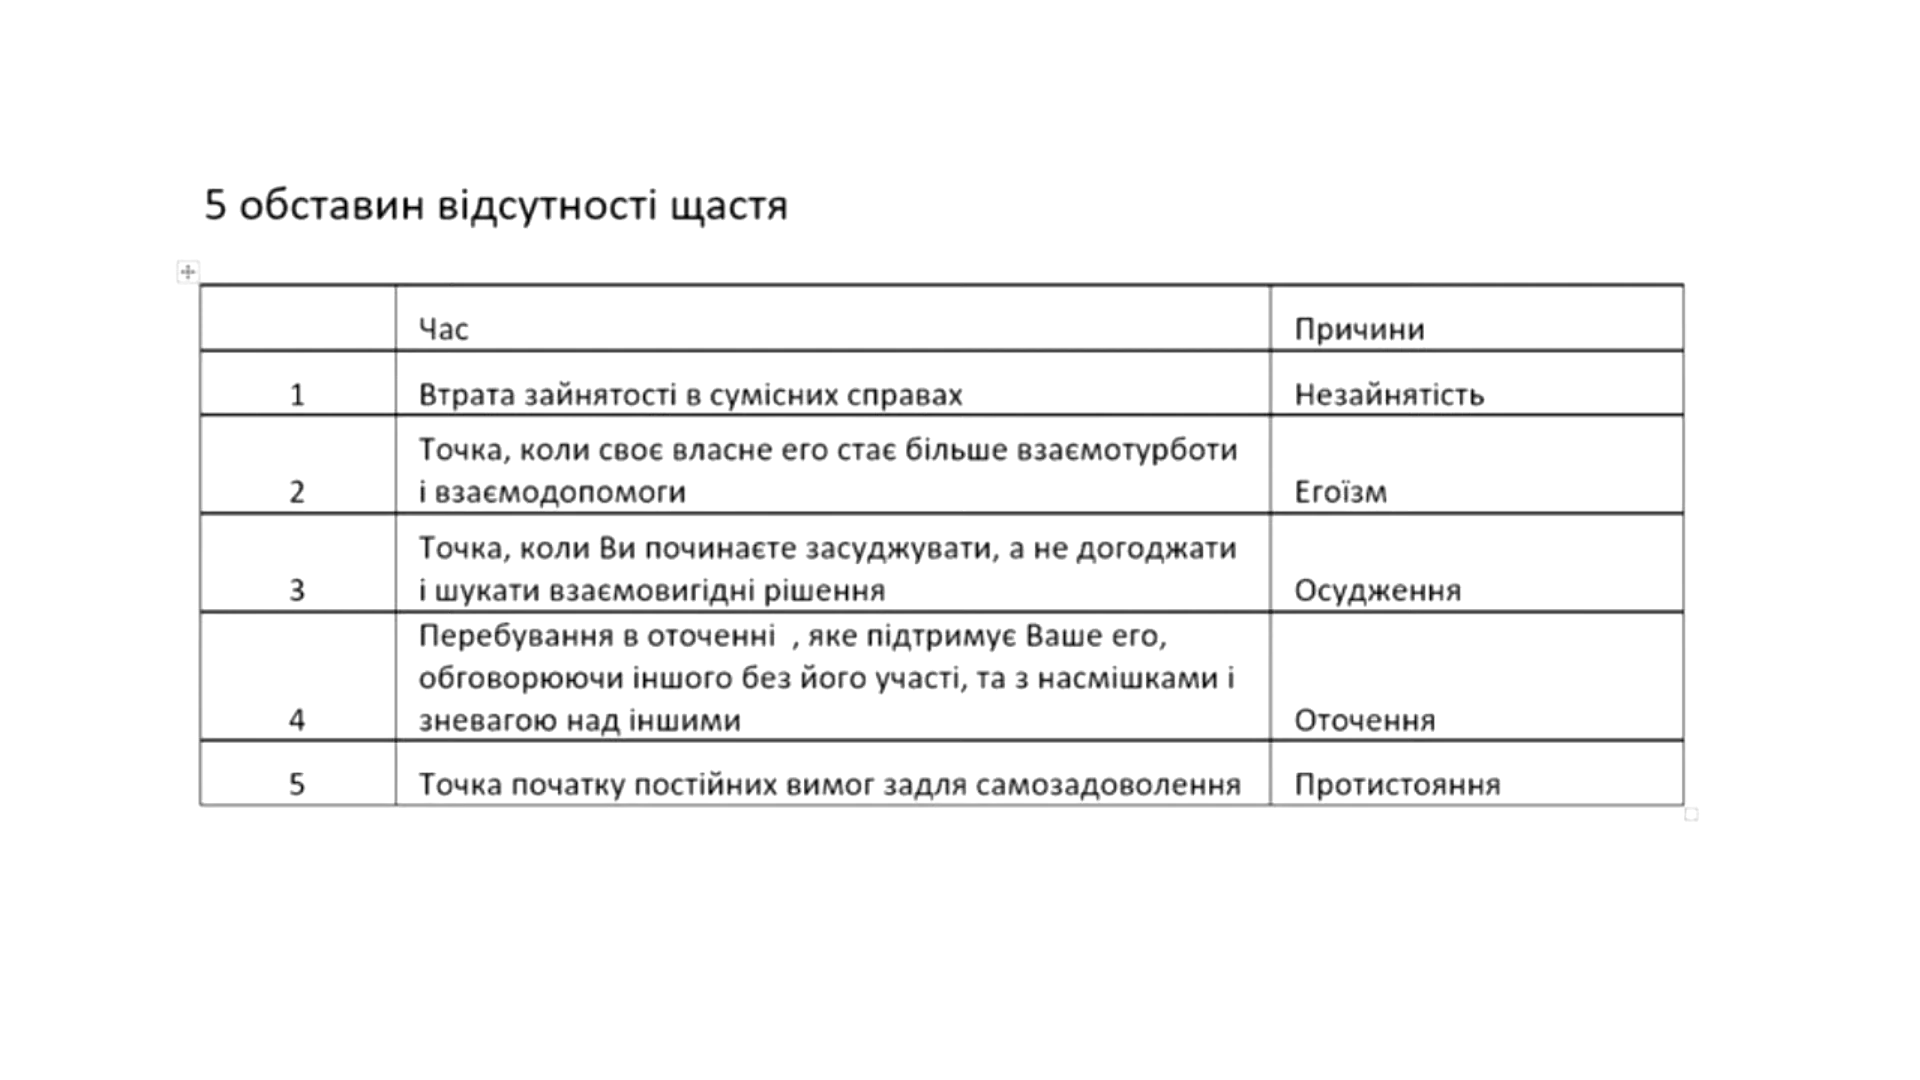 5 обставин відсутності щастя
Час Причини
1 Втрата зайнятості в сумісних справах Незайнятість
Точка, коли своє власне его стає більше взаємотурботи
2 і взаємодопомоги Егоїзм
Точка, коли Ви починаєте засуджувати, а не догоджати
3 і шукати взаємовигідні рішення Осудження
Перебування в оточенні , яке підтримує Ваше его,
обговорюючи іншого без його участі, та з насмішками і
4 зневагою над іншими Оточення
5 Точка початку постійних вимог задля самозадоволення Протистояння